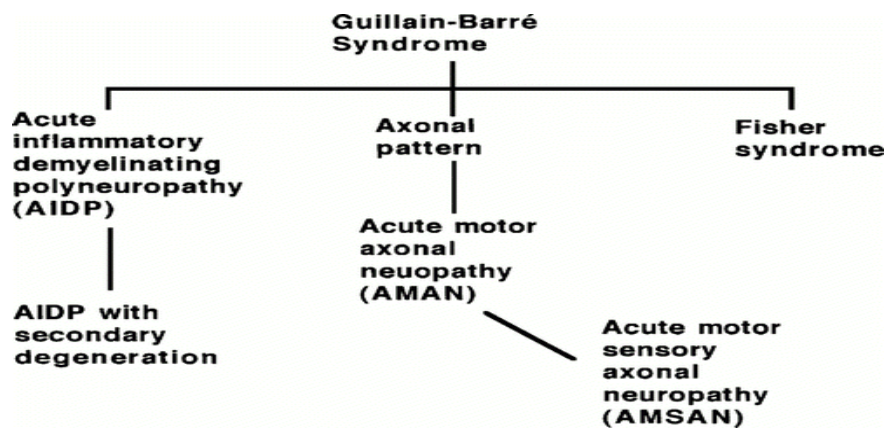 Guillain-Barré
Syndrome
Acute
inflammatory
demyelinating
polyneuropathy
(AIDP)
Axonal
pattern
Fisher
syndrome
Acute motor
axonal
neuopathy
(AMAN)
AIDP with
secondary
degeneration
Acute motor
sensory
axonal
neuropathy
(AMSAN)